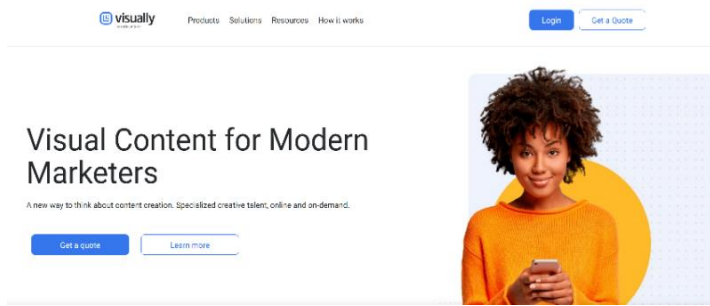 visually
Products Solutions Resources How it works
Login
Get a Quote
Visual Content for Modern
Marketers
A new way to think about content creation. Specialized creative talent, online and on-demand.
Get a quote
Learn more